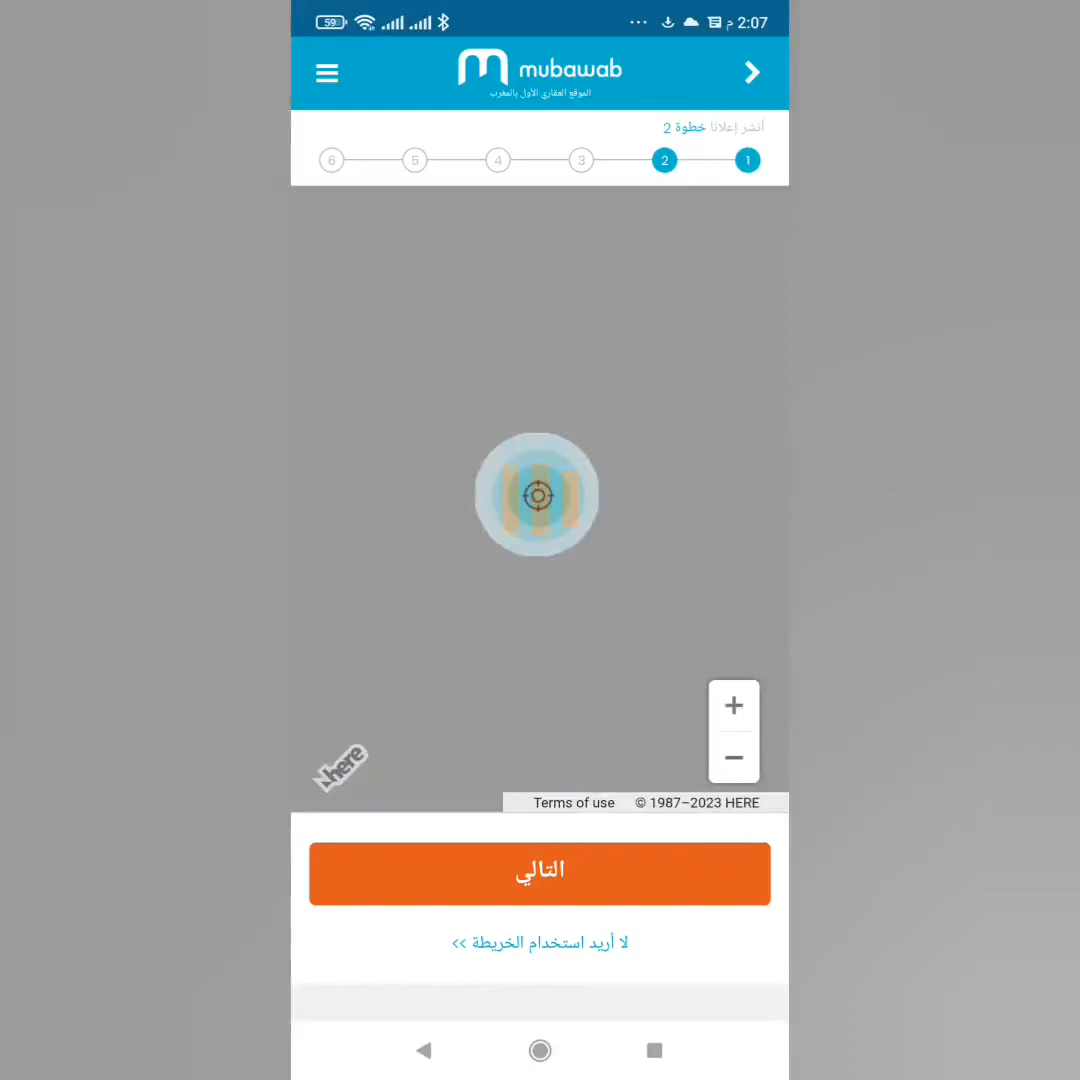 59 2:07 م
mubawab
الموقع العقاري الأول بالمغرب
أنشر إعلانا خطوة 2
1 2 3 4 5 6
+
−
here
Terms of use © 1987–2023 HERE
التالي
لا أريد استخدام الخريطة >>